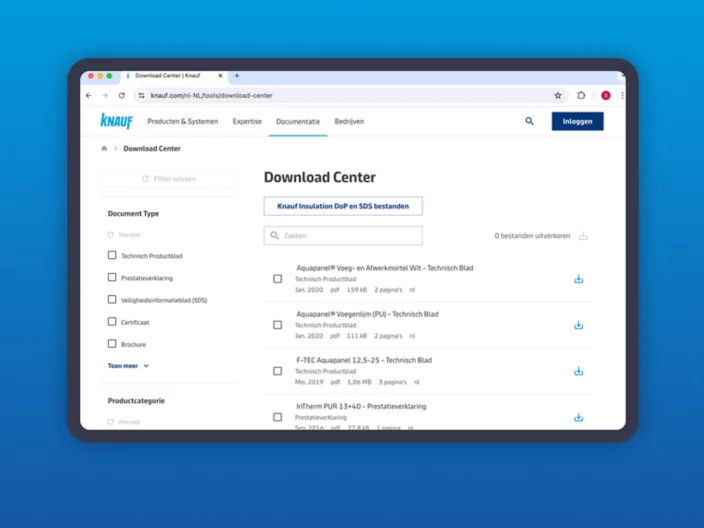 Download Center | Knauf
knauf.com/nl-NL/tools/download-center
S
KNAUF
Producten & Systemen
Expertise
Documentatie
Bedrijven
Inloggen
Download Center
Filter wissen
Document Type
Herstel
Technisch Productblad
Prestatieverklaring
Veiligheidsinformatieblad (SDS)
Certificaat
Brochure
Toon meer
Productcategorie
Herstel
Download Center
Knauf Insulation DoP en SDS bestanden
Zoeken
0 bestanden uitverkoren
Aquapanel® Voeg- en Afwerkmortel Wit - Technisch Blad
Technisch Productblad
Jan. 2020 pdf 159 kB 2 pagina's nl
Aquapanel® Voegenlijm (PU) - Technisch Blad
Technisch Productblad
Jan. 2020 pdf 111 kB 2 pagina's nl
F-TEC Aquapanel 12,5-25 - Technisch Blad
Technisch Productblad
Mei. 2019 pdf 1,06 MB 3 pagina's nl
InTherm PUR 13+40 - Prestatieverklaring
Prestatieverklaring
Sep. 2016 pdf 27,8 kB 1 pagina nl